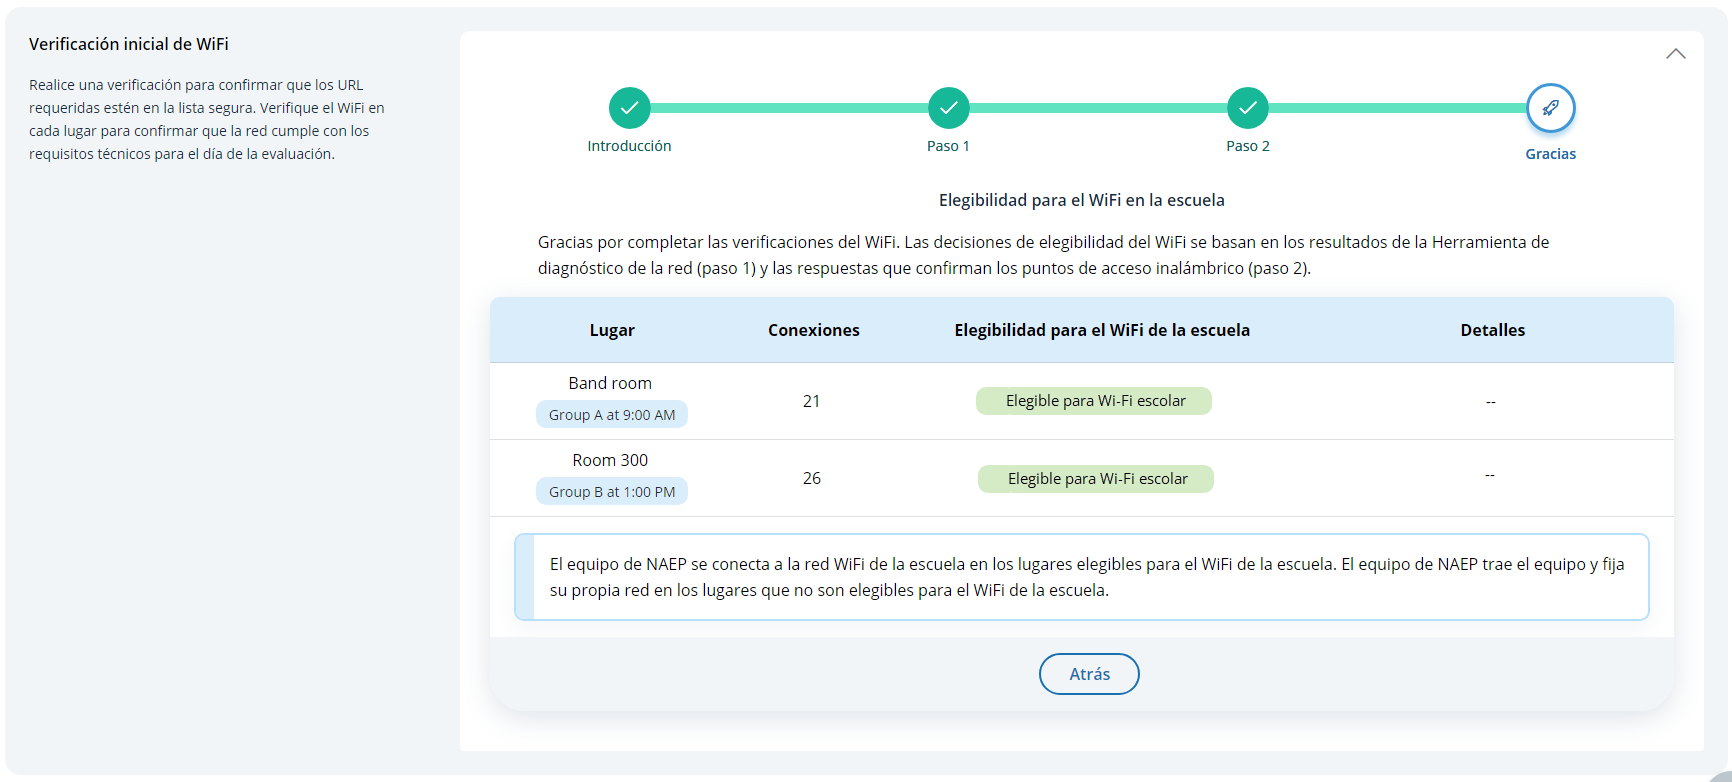 Verificación inicial de WiFi
Realice una verificación para confirmar que los URL
requeridas estén en la lista segura. Verifique el WiFi en
cada lugar para confirmar que la red cumple con los
requisitos técnicos para el día de la evaluación.
Introducción
Paso 1
Paso 2
Gracias
Elegibilidad para el WiFi en la escuela
Gracias por completar las verificaciones del WiFi. Las decisiones de elegibilidad del WiFi se basan en los resultados de la Herramienta de
diagnóstico de la red (paso 1) y las respuestas que confirman los puntos de acceso inalámbrico (paso 2).
Lugar Conexiones Elegibilidad para el WiFi de la escuela Detalles
Band room
Group A at 9:00 AM
21 Elegible para Wi-Fi escolar --
Room 300
Group B at 1:00 PM
26 Elegible para Wi-Fi escolar --
El equipo de NAEP se conecta a la red WiFi de la escuela en los lugares elegibles para el WiFi de la escuela. El equipo de NAEP trae el equipo y fija
su propia red en los lugares que no son elegibles para el WiFi de la escuela.
Atrás